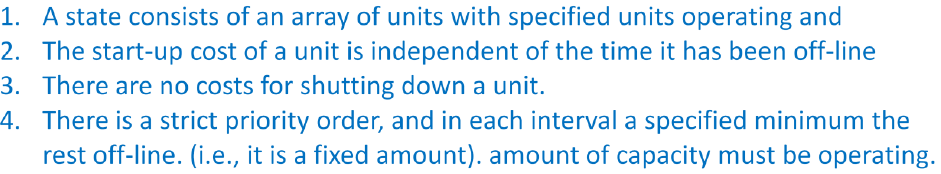 1. A state consists of an array of units with specified units operating and
2. The start-up cost of a unit is independent of the time it has been off-line
3. There are no costs for shutting down a unit.
4. There is a strict priority order, and in each interval a specified minimum the
rest off-line. (i.e., it is a fixed amount). amount of capacity must be operating.